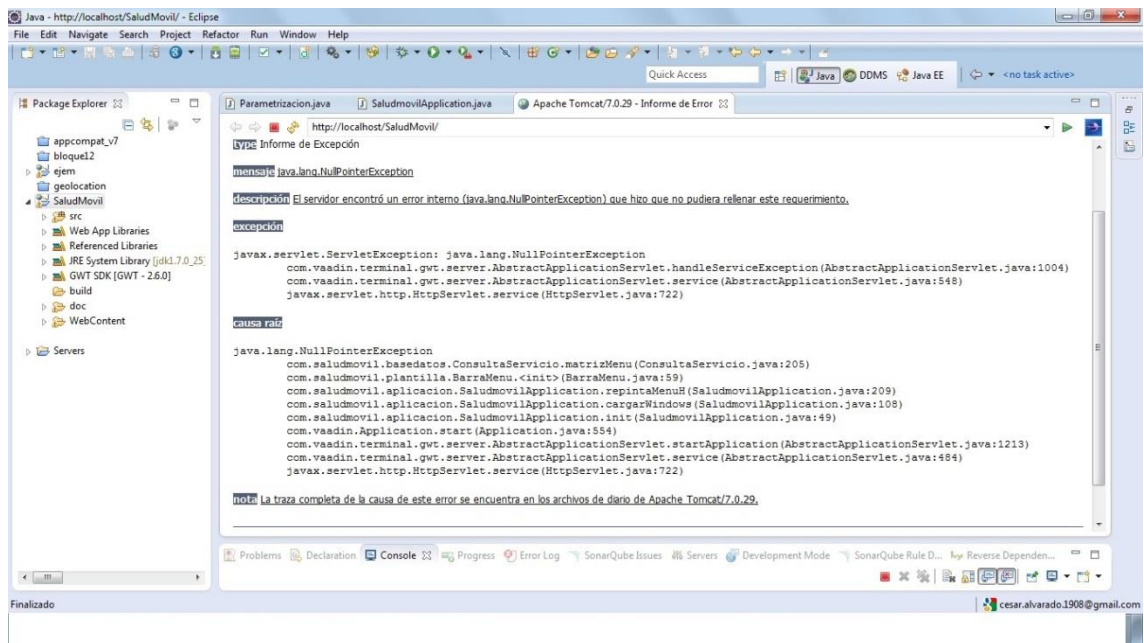 Java - http://localhost/SaludMovil/ - Eclipse
File Edit Navigate Search Project Refactor Run Window Help
Quick Access
Java DDMS Java EE <no task active>
Package Explorer
Parametrizacion.java SaludmovilApplication.java Apache Tomcat/7.0.29 - Informe de Error
http://localhost/SaludMovil/
appcompat_v7
bloque12
ejem
geolocation
SaludMovil
src
Web App Libraries
Referenced Libraries
JRE System Library [jdk1.7.0_25]
GWT SDK [GWT - 2.6.0]
build
doc
WebContent
Servers
type Informe de Excepción
mensaje java.lang.NullPointerException
descripción El servidor encontró un error interno (java.lang.NullPointerException) que hizo que no pudiera rellenar este requerimiento.
excepción
javax.servlet.ServletException: java.lang.NullPointerException
com.vaadin.terminal.gwt.server.AbstractApplicationServlet.handleServiceException(AbstractApplicationServlet.java:1004)
com.vaadin.terminal.gwt.server.AbstractApplicationServlet.service(AbstractApplicationServlet.java:548)
javax.servlet.http.HttpServlet.service(HttpServlet.java:722)
causa raíz
java.lang.NullPointerException
com.saludmovil.basedatos.ConsultaServicio.matrizMenu(ConsultaServicio.java:205)
com.saludmovil.plantilla.BarraMenu.<init>(BarraMenu.java:59)
com.saludmovil.aplicacion.SaludmovilApplication.repintaMenuH(SaludmovilApplication.java:209)
com.saludmovil.aplicacion.SaludmovilApplication.cargarWindows(SaludmovilApplication.java:108)
com.saludmovil.aplicacion.SaludmovilApplication.init(SaludmovilApplication.java:49)
com.vaadin.Application.start(Application.java:554)
com.vaadin.terminal.gwt.server.AbstractApplicationServlet.startApplication(AbstractApplicationServlet.java:1213)
com.vaadin.terminal.gwt.server.AbstractApplicationServlet.service(AbstractApplicationServlet.java:484)
javax.servlet.http.HttpServlet.service(HttpServlet.java:722)
nota La traza completa de la causa de este error se encuentra en los archivos de diario de Apache Tomcat/7.0.29.
Problems Declaration Console Progress Error Log SonarQube Issues Servers Development Mode SonarQube Rule D... Reverse Dependen...
Finalizado
cesar.alvarado.1908@gmail.com